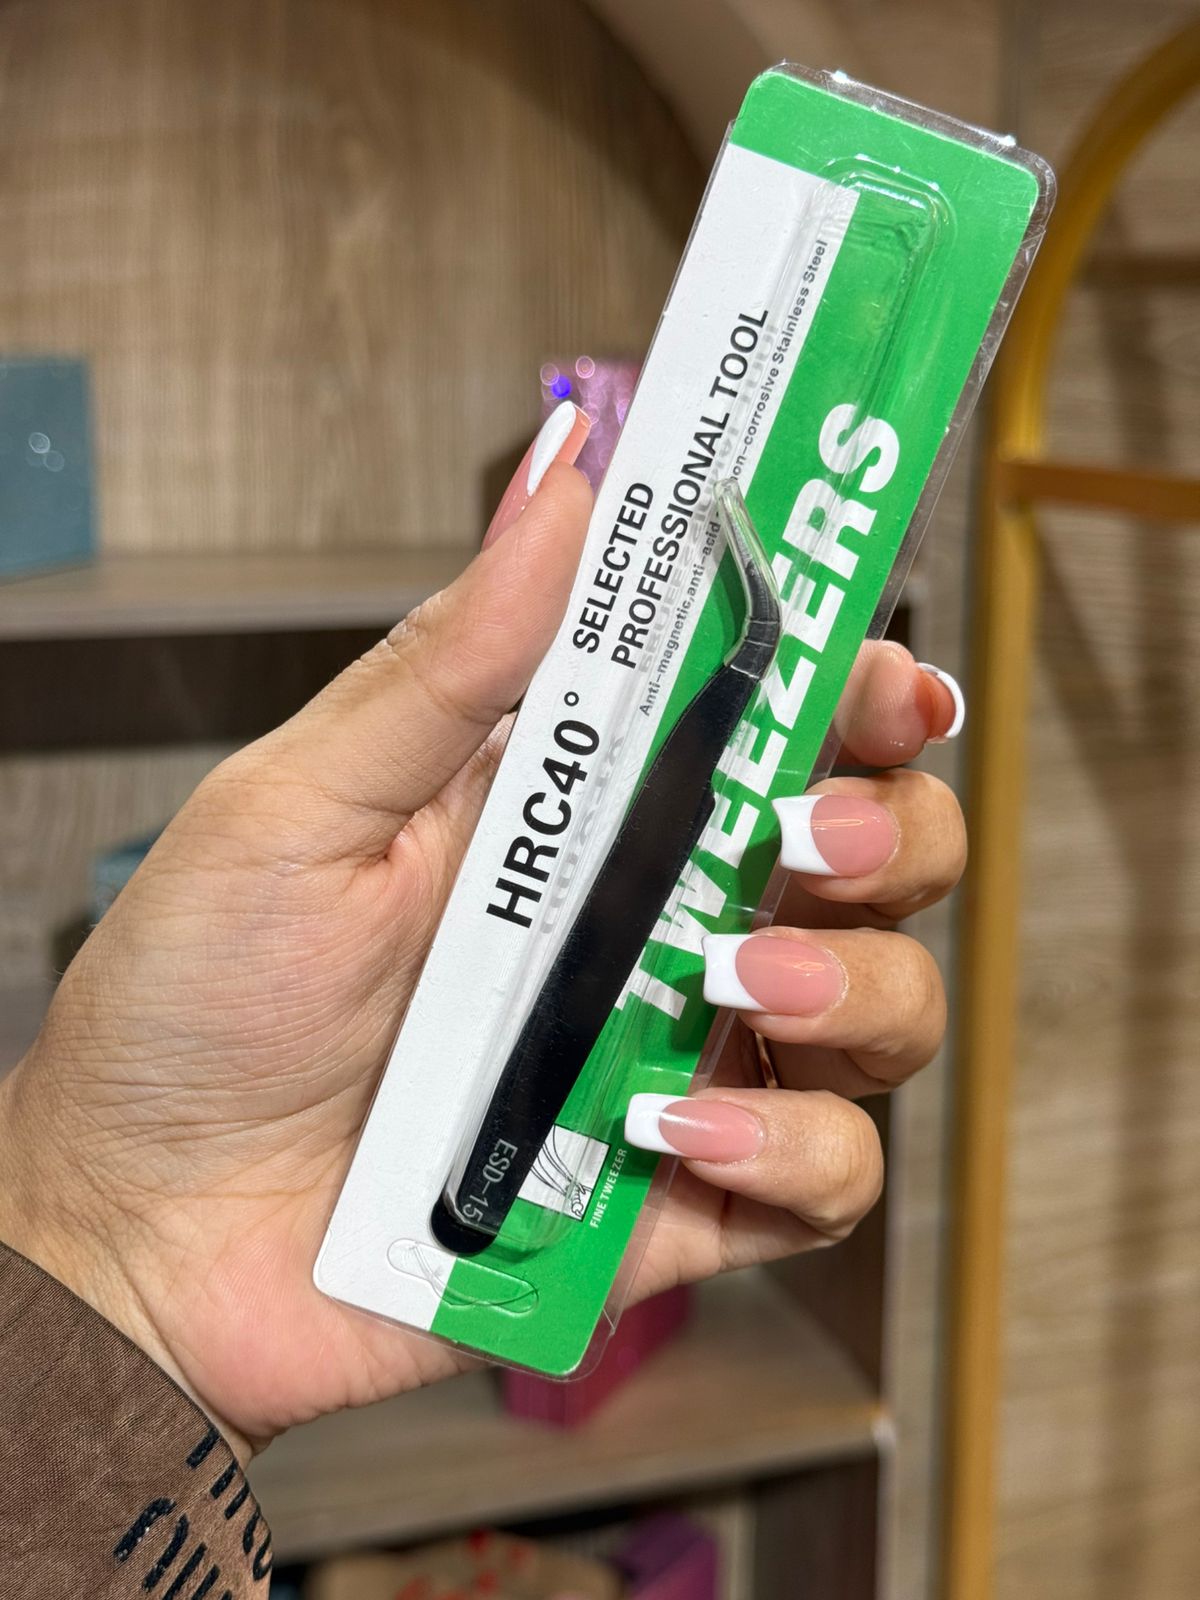 HRC40°
SELECTED
PROFESSIONAL TOOL
Anti-magnetic,anti-acid non-corrosive Stainless Steel
TWEEZERS
ESD-15
FINE TWEEZER